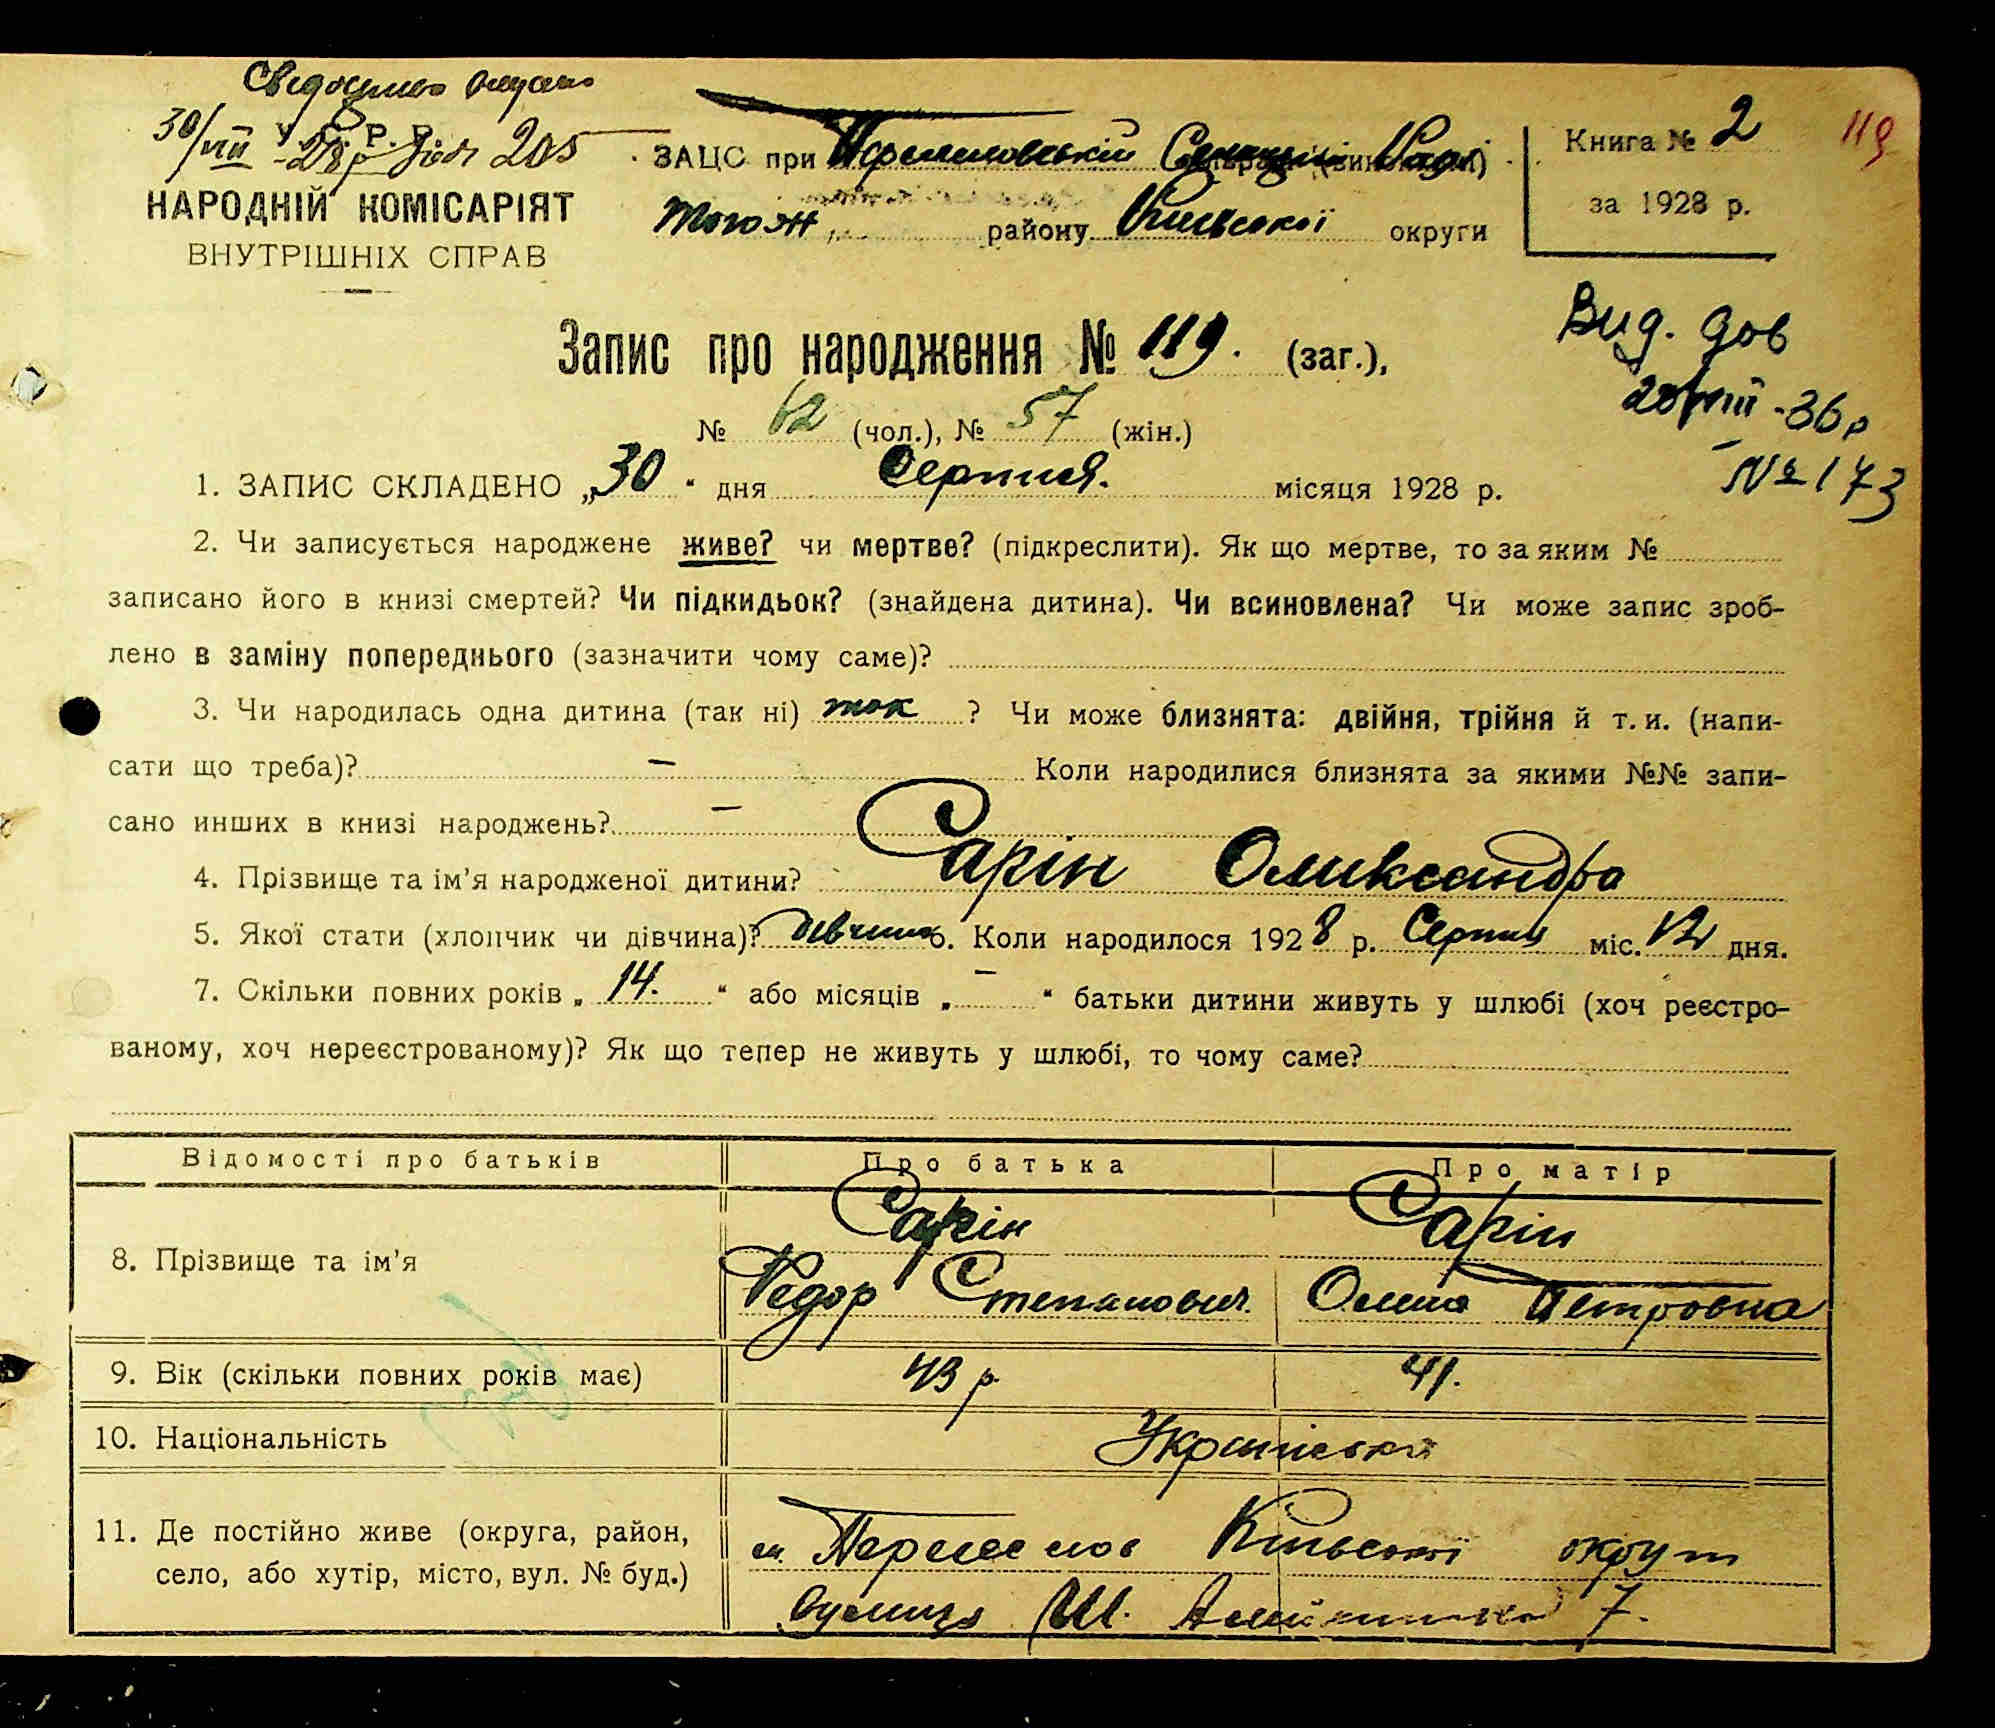 30/VIII 28 р 205
У. С. Р. Р.
НАРОДНІЙ КОМІСАРІЯТ
ВНУТРІШНІХ СПРАВ
ЗАЦС при
того ж району Київської округи
Книга № 2
за 1928 р.
119
Вид. дов
VIII - 36 р
№ 173
Запис про народження № 119. (заг.),
№ 62 (чол.), № 57 (жін.)
1. ЗАПИС СКЛАДЕНО „30“ дня Серпня. місяця 1928 р.
2. Чи записується народжене живе? чи мертве? (підкреслити). Як що мертве, то за яким №
записано його в книзі смертей? Чи підкидьок? (знайдена дитина). Чи всиновлена? Чи може запис зроб-
лено в заміну попереднього (зазначити чому саме)?
3. Чи народилась одна дитина (так ні) так ? Чи може близнята: двійня, трійня й т. и. (напи-
сати що треба)? — Коли народилися близнята за якими №№ запи-
сано инших в книзі народжень? —
4. Прізвище та ім'я народженої дитини? Сарін Олександра
5. Якої стати (хлопчик чи дівчина)? дівчина 6. Коли народилося 1928 р. Серпня міс. 12 дня.
7. Скільки повних років „14.“ або місяців „—“ батьки дитини живуть у шлюбі (хоч реєстро-
ваному, хоч нереєстрованому)? Як що тепер не живуть у шлюбі, то чому саме?
Відомості про батьків Про батька Про матір
8. Прізвище та ім'я Сарін Сарін
Федор Степанович. Олена Петровна
9. Вік (скільки повних років має) 43 р. 41.
10. Національність Українська
11. Де постійно живе (округа, район,
село, або хутір, місто, вул. № буд.)
м. Переяслов Київської округи
вулиця Ш. 7.